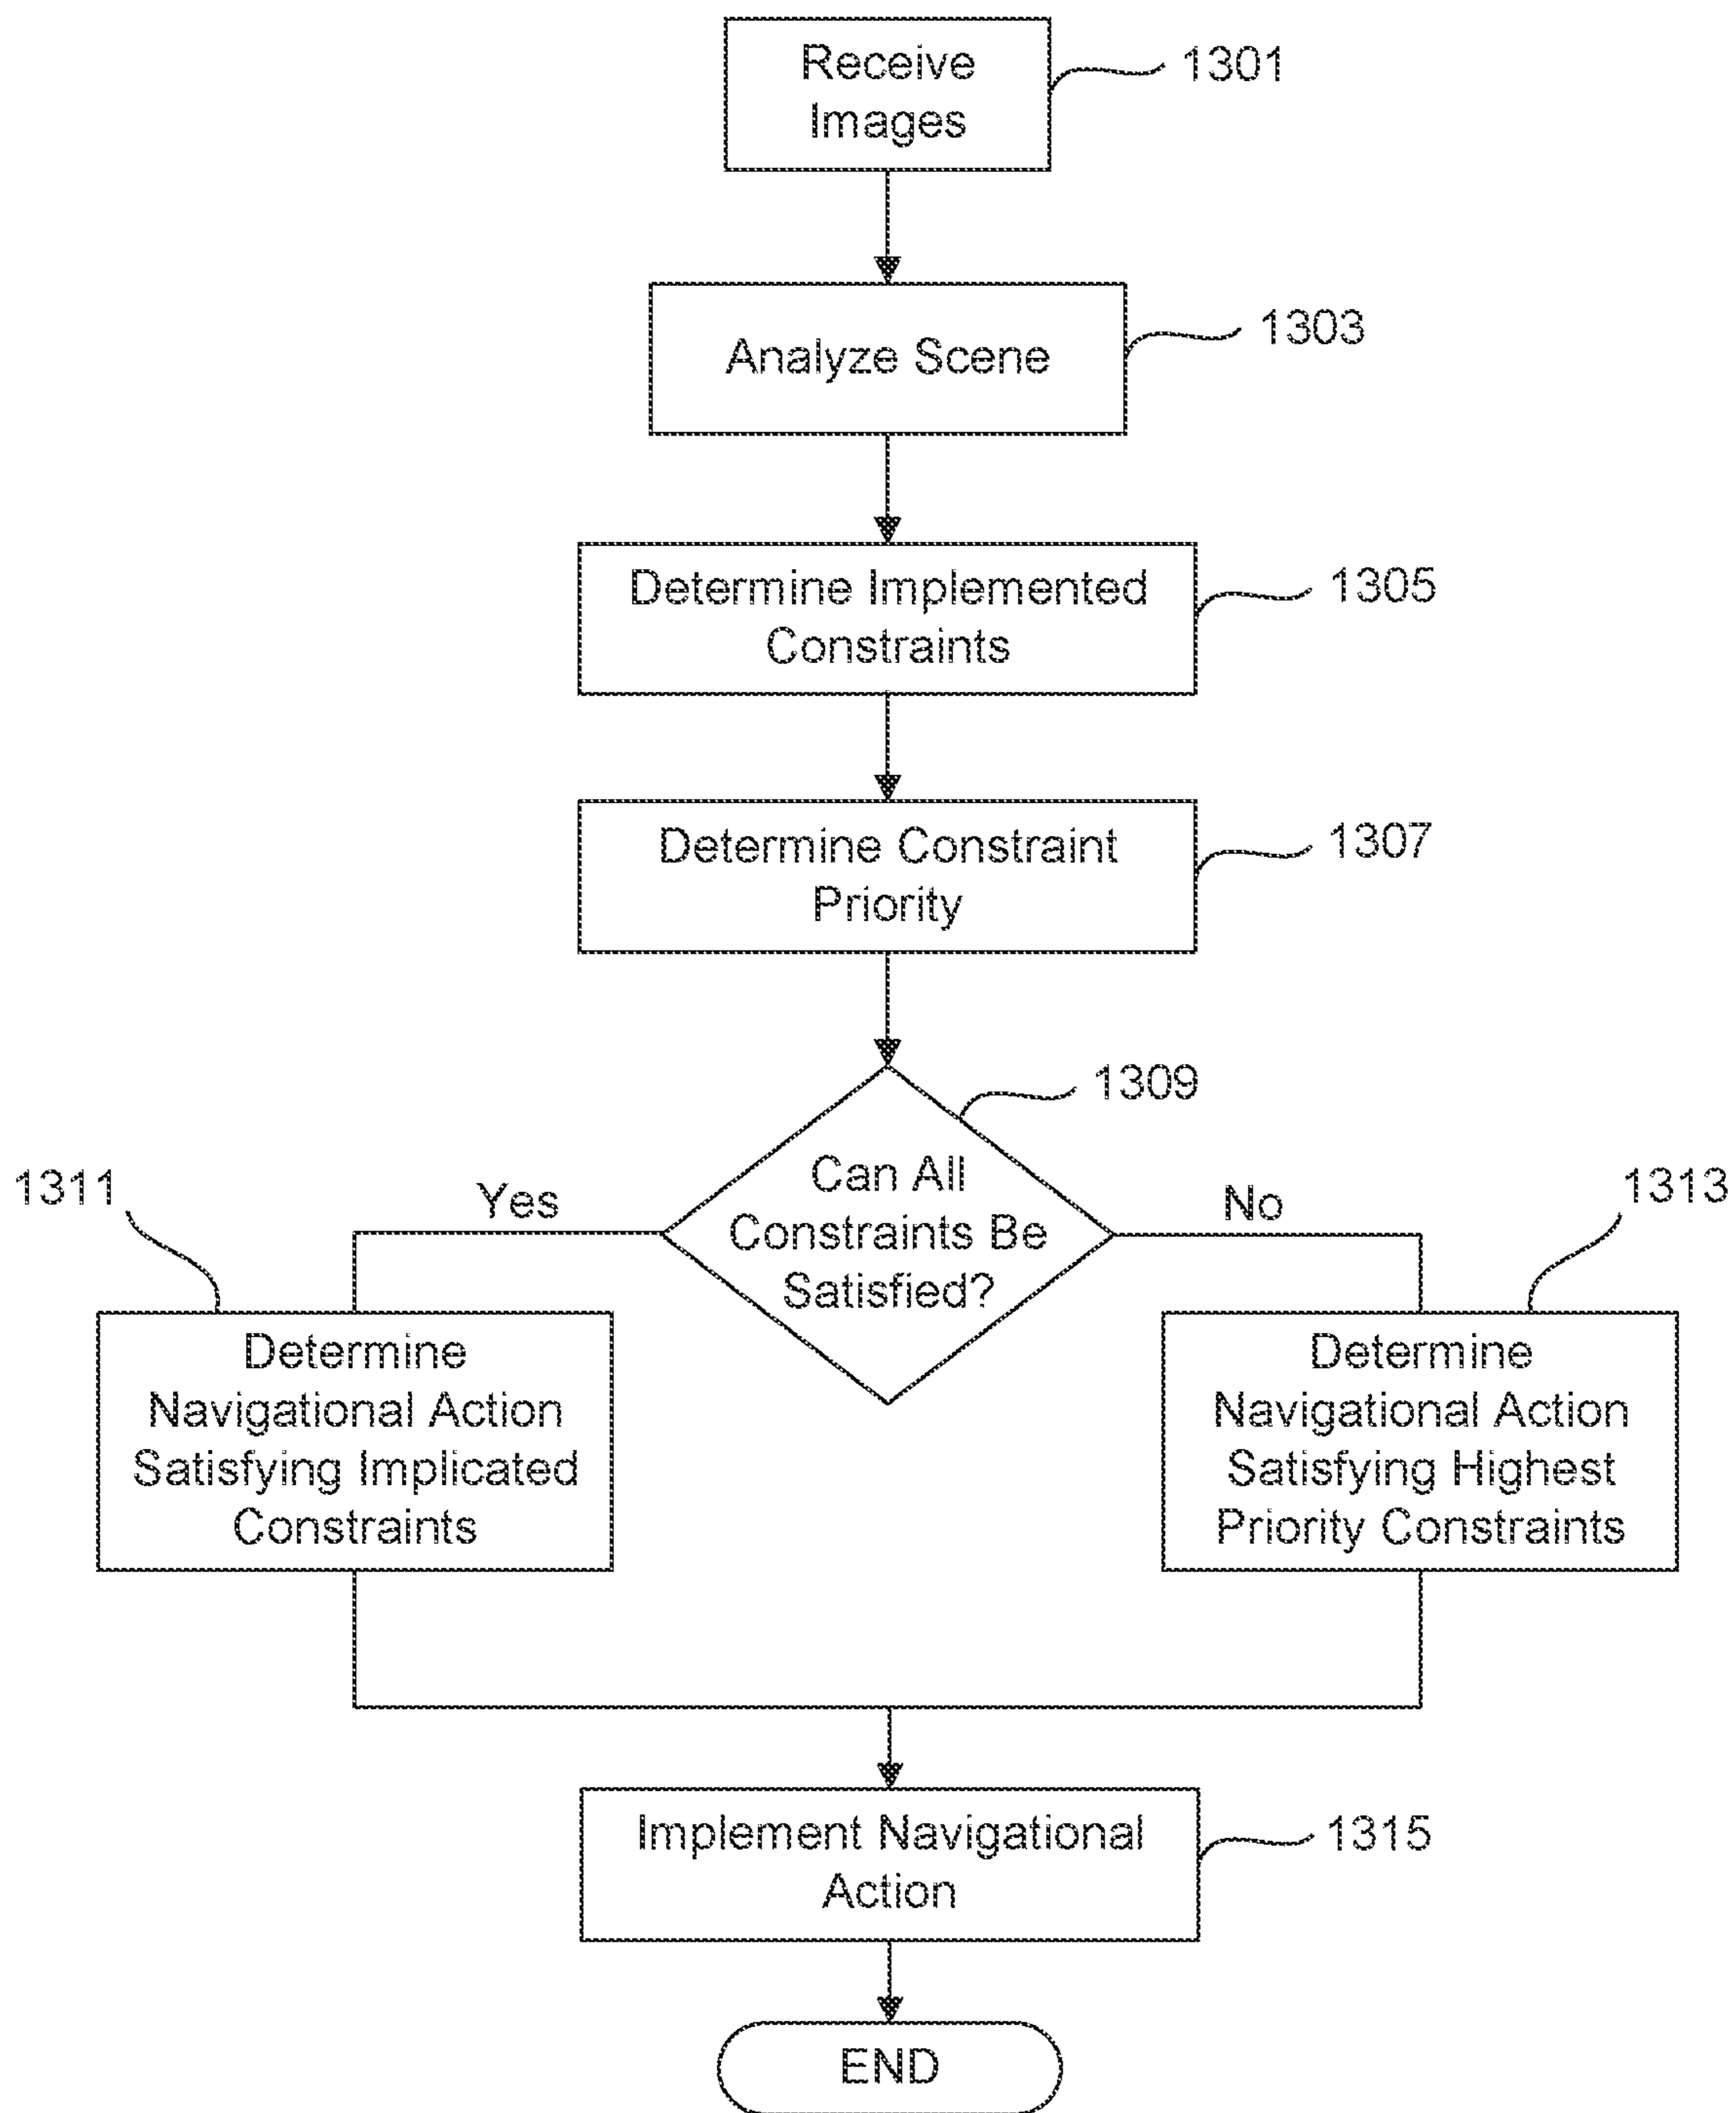 Receive
Images
1301
Analyze Scene
1303
Determine Implemented
Constraints
1305
Determine Constraint
Priority
1307
1309
Can All
Constraints Be
Satisfied?
Yes
No
1311
1313
Determine
Navigational Action
Satisfying Implicated
Constraints
Determine
Navigational Action
Satisfying Highest
Priority Constraints
Implement Navigational
Action
1315
END